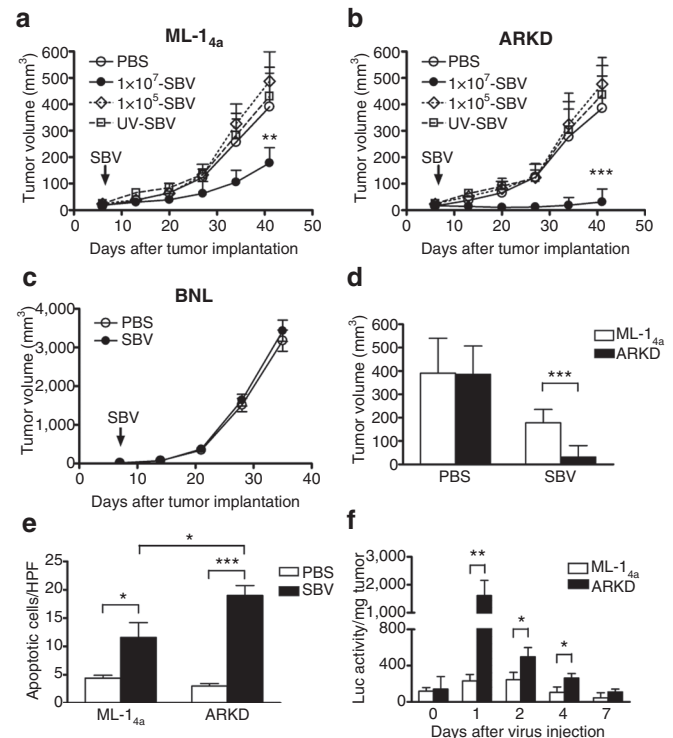 a
ML-1₄ₐ
Tumor volume (mm³)
600
500
400
300
200
100
0
PBS
1×10⁷-SBV
1×10⁵-SBV
UV-SBV
SBV
**
0 10 20 30 40 50
Days after tumor implantation
b
ARKD
Tumor volume (mm³)
600
500
400
300
200
100
0
PBS
1×10⁷-SBV
1×10⁵-SBV
UV-SBV
SBV
***
0 10 20 30 40 50
Days after tumor implantation
c
BNL
Tumor volume (mm³)
4,000
3,000
2,000
1,000
0
PBS
SBV
SBV
0 10 20 30 40
Days after tumor implantation
d
Tumor volume (mm³)
600
500
400
300
200
100
0
ML-1₄ₐ
ARKD
***
PBS SBV
e
Apoptotic cells/HPF
25
20
15
10
5
0
PBS
SBV
*
*
***
ML-1₄ₐ ARKD
f
Luc activity/mg tumor
3,000
2,000
1,000
800
400
0
ML-1₄ₐ
ARKD
**
*
*
0 1 2 4 7
Days after virus injection